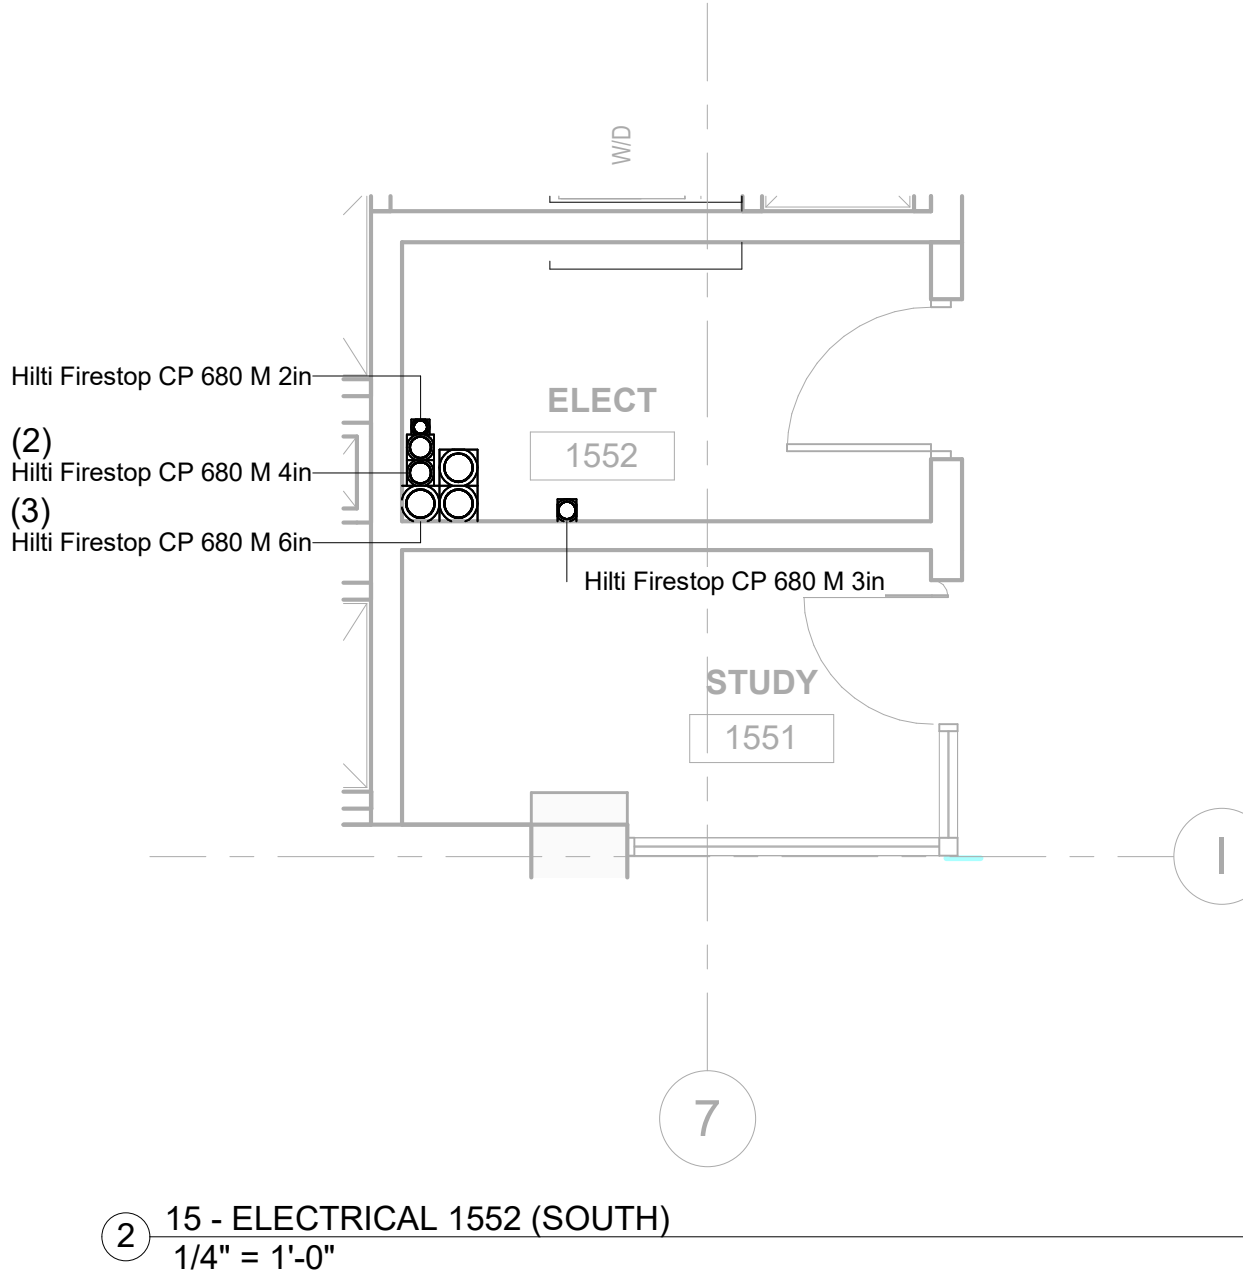 W/D
Hilti Firestop CP 680 M 2in
ELECT
1552
(2)
Hilti Firestop CP 680 M 4in
(3)
Hilti Firestop CP 680 M 6in
Hilti Firestop CP 680 M 3in
STUDY
1551
I
7
2
15 - ELECTRICAL 1552 (SOUTH)
1/4" = 1'-0"